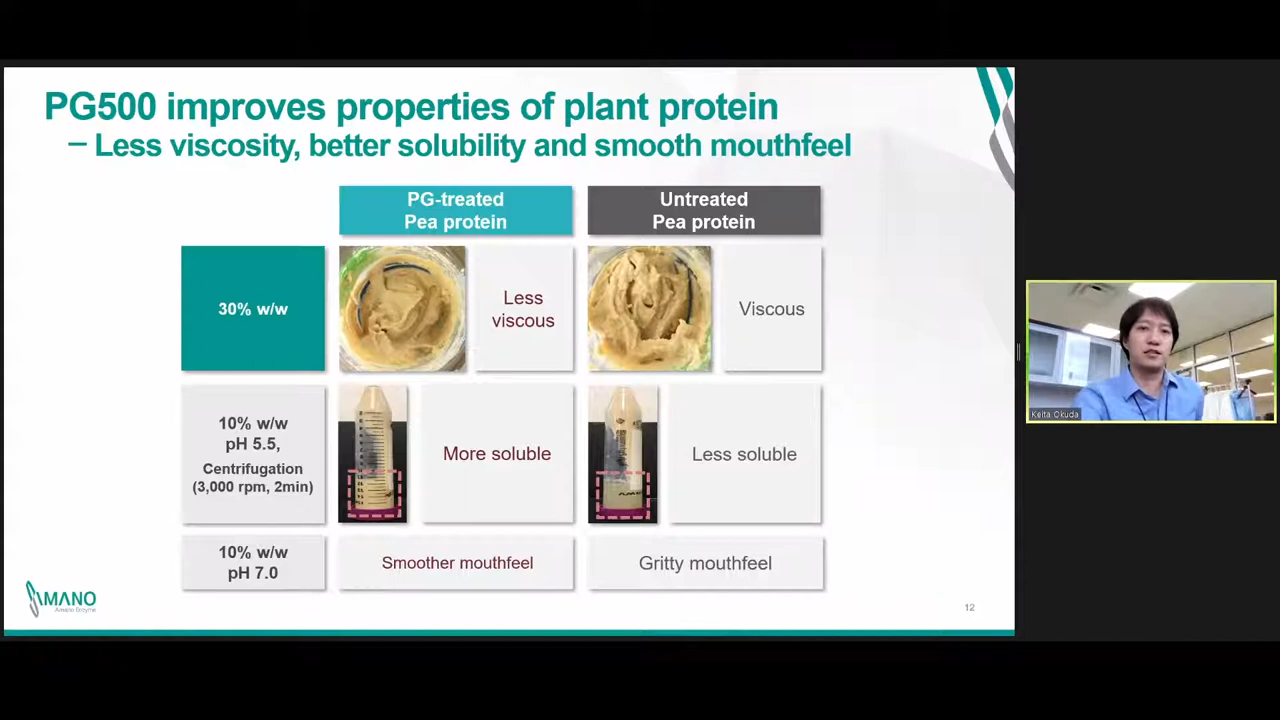 PG500 improves properties of plant protein
– Less viscosity, better solubility and smooth mouthfeel
PG-treated
Pea protein
Untreated
Pea protein
30% w/w
Less
viscous
Viscous
10% w/w
pH 5.5,
Centrifugation
(3,000 rpm, 2min)
More soluble
Less soluble
10% w/w
pH 7.0
Smoother mouthfeel
Gritty mouthfeel
AMANO
Amano Enzyme
12
Keita Okuda